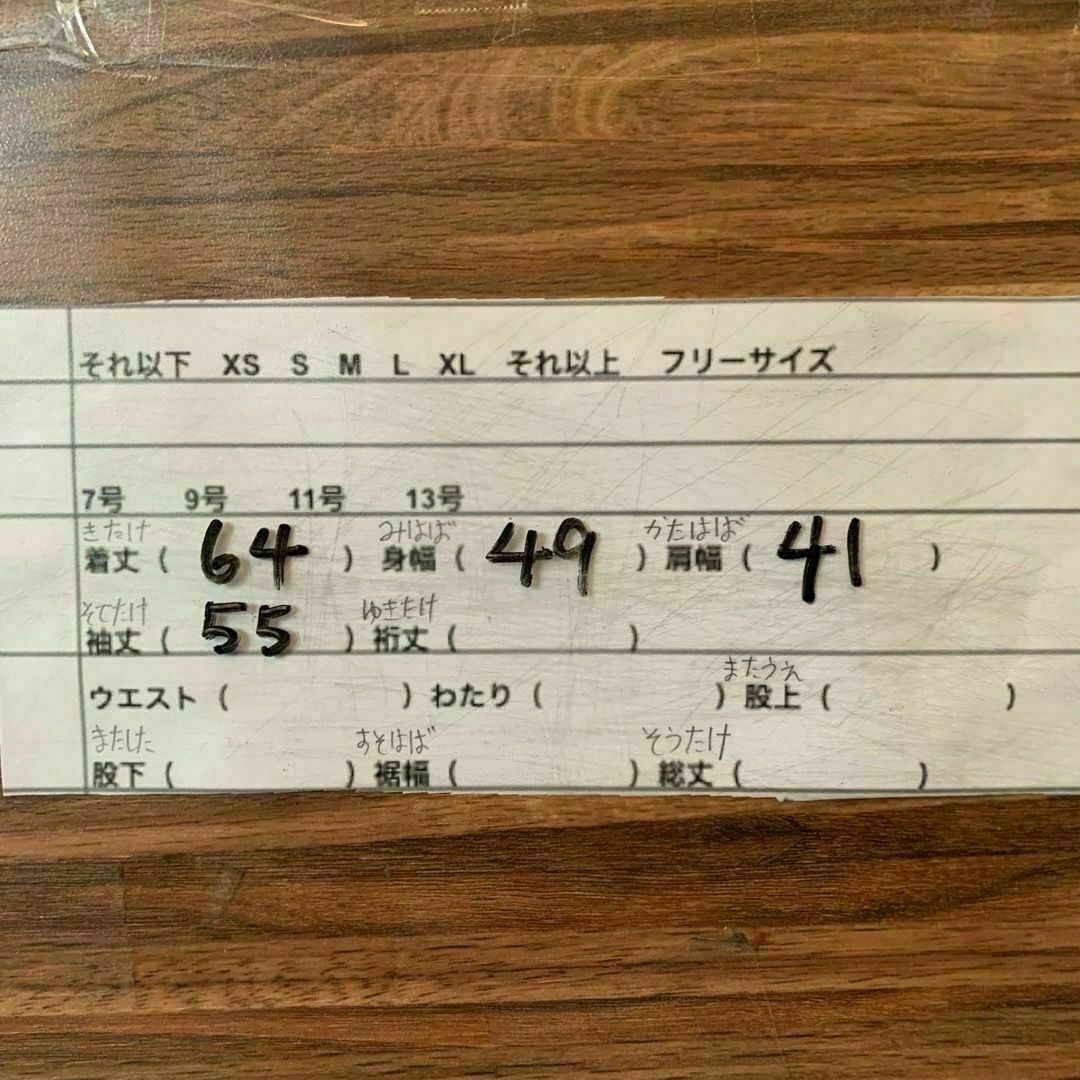 それ以下 XS S M L XL それ以上 フリーサイズ
7号 9号 11号 13号
きたけ みはば かたはば
着丈 ( 64 ) 身幅 ( 49 ) 肩幅 ( 41 )
そでたけ ゆきたけ
袖丈 ( 55 ) 裄丈 ( )
またうえ
ウエスト ( ) わたり ( ) 股上 ( )
またした すそはば そうたけ
股下 ( ) 裾幅 ( ) 総丈 ( )